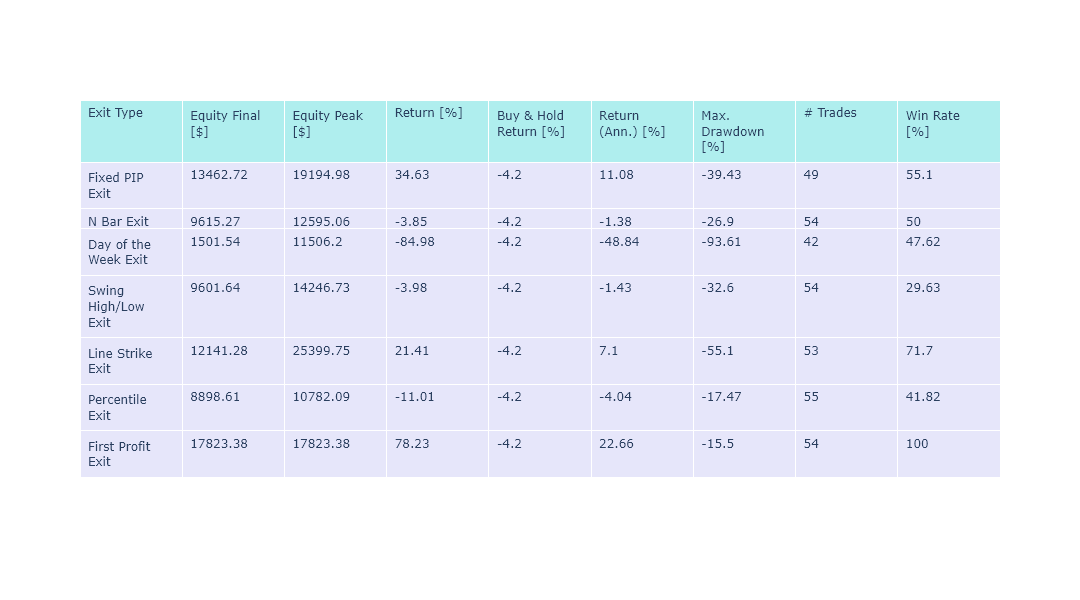 Exit Type Equity Final [$] Equity Peak [$] Return [%] Buy & Hold Return [%] Return (Ann.) [%] Max. Drawdown [%] # Trades Win Rate [%]
Fixed PIP Exit 13462.72 19194.98 34.63 -4.2 11.08 -39.43 49 55.1
N Bar Exit 9615.27 12595.06 -3.85 -4.2 -1.38 -26.9 54 50
Day of the Week Exit 1501.54 11506.2 -84.98 -4.2 -48.84 -93.61 42 47.62
Swing High/Low Exit 9601.64 14246.73 -3.98 -4.2 -1.43 -32.6 54 29.63
Line Strike Exit 12141.28 25399.75 21.41 -4.2 7.1 -55.1 53 71.7
Percentile Exit 8898.61 10782.09 -11.01 -4.2 -4.04 -17.47 55 41.82
First Profit Exit 17823.38 17823.38 78.23 -4.2 22.66 -15.5 54 100